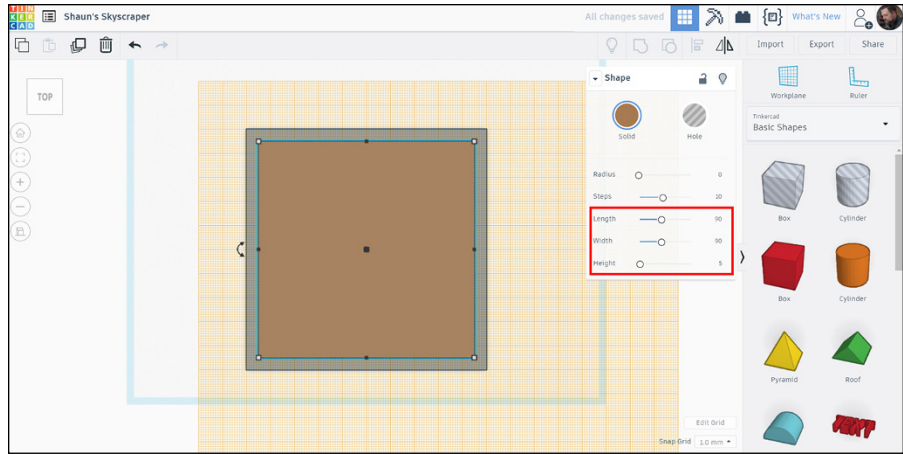 TIN
KER
CAD
Shaun's Skyscraper
All changes saved
What's New
Import
Export
Share
TOP
Shape
Solid
Hole
Radius 0
Steps 10
Length 90
Width 90
Height 5
Edit Grid
Snap Grid 1.0 mm
Workplane
Ruler
Tinkercad
Basic Shapes
Box
Cylinder
Box
Cylinder
Pyramid
Roof
TEXT